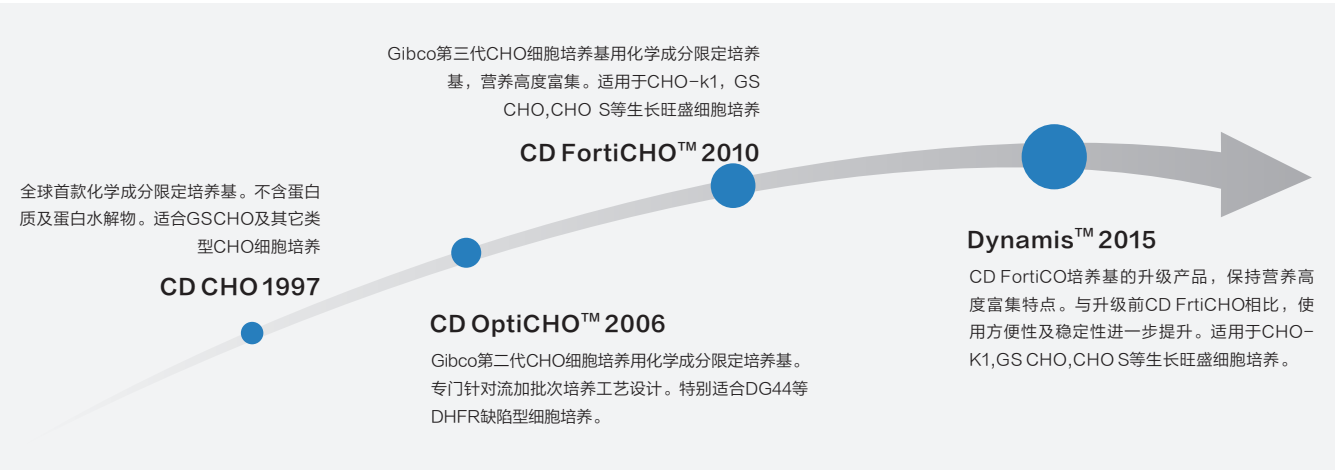 全球首款化学成分限定培养基。不含蛋白
质及蛋白水解物。适合GSCHO及其它类
型CHO细胞培养
CD CHO 1997
CD OptiCHO™ 2006
Gibco第二代CHO细胞培养用化学成分限定培养基。
专门针对流加批次培养工艺设计。特别适合DG44等
DHFR缺陷型细胞培养。
Gibco第三代CHO细胞培养基用化学成分限定培养
基，营养高度富集。适用于CHO-k1，GS
CHO,CHO S等生长旺盛细胞培养
CD FortiCHO™ 2010
Dynamis™ 2015
CD FortiCO培养基的升级产品，保持营养高
度富集特点。与升级前CD FrtiCHO相比，使
用方便性及稳定性进一步提升。适用于CHO-
K1,GS CHO,CHO S等生长旺盛细胞培养。